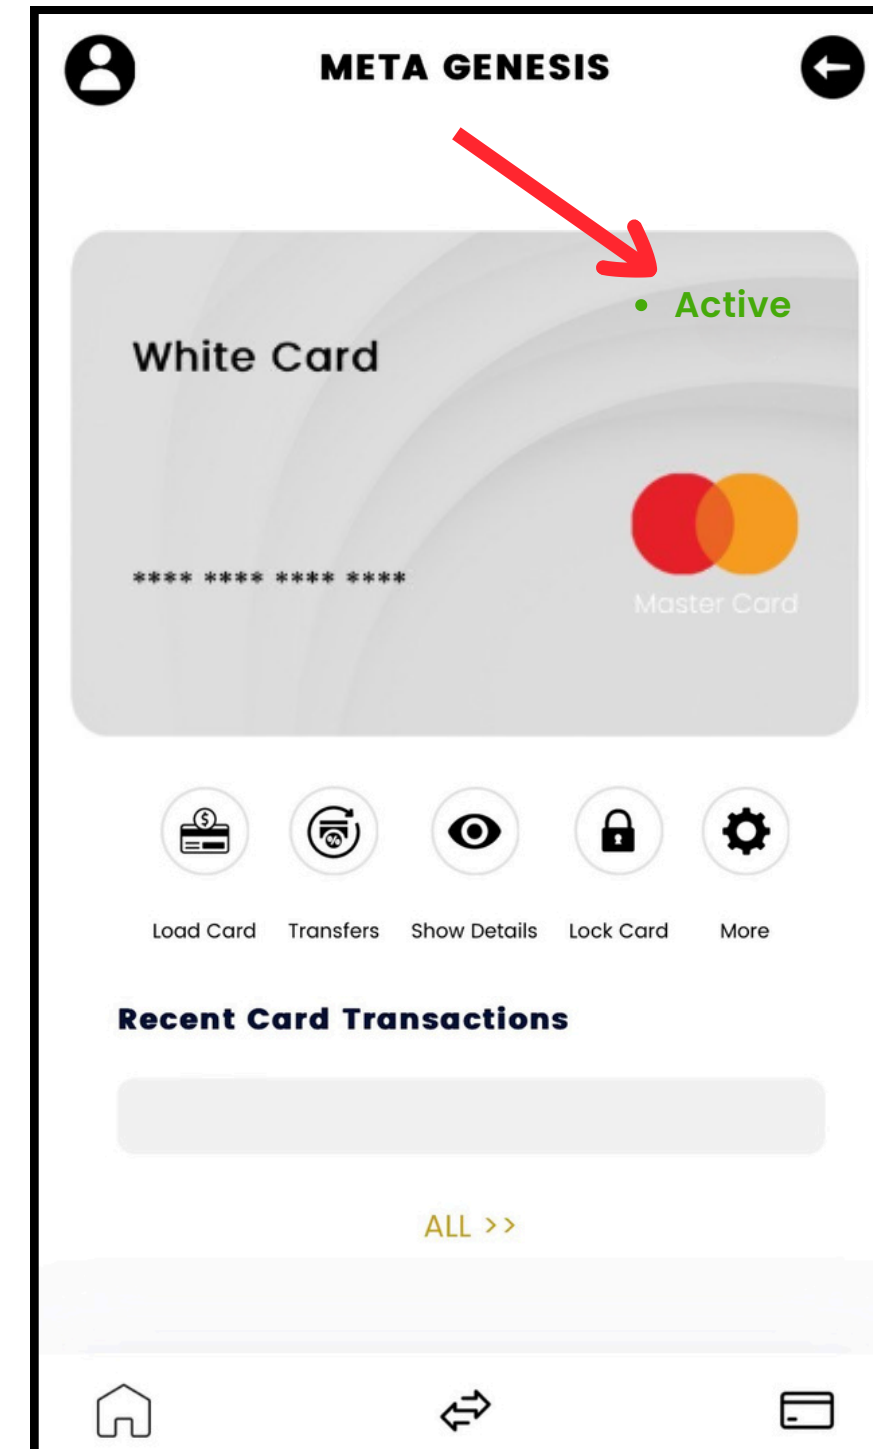 META GENESIS
• Active
White Card
**** **** **** ****
Master Card
Load Card Transfers Show Details Lock Card More
Recent Card Transactions
ALL >>